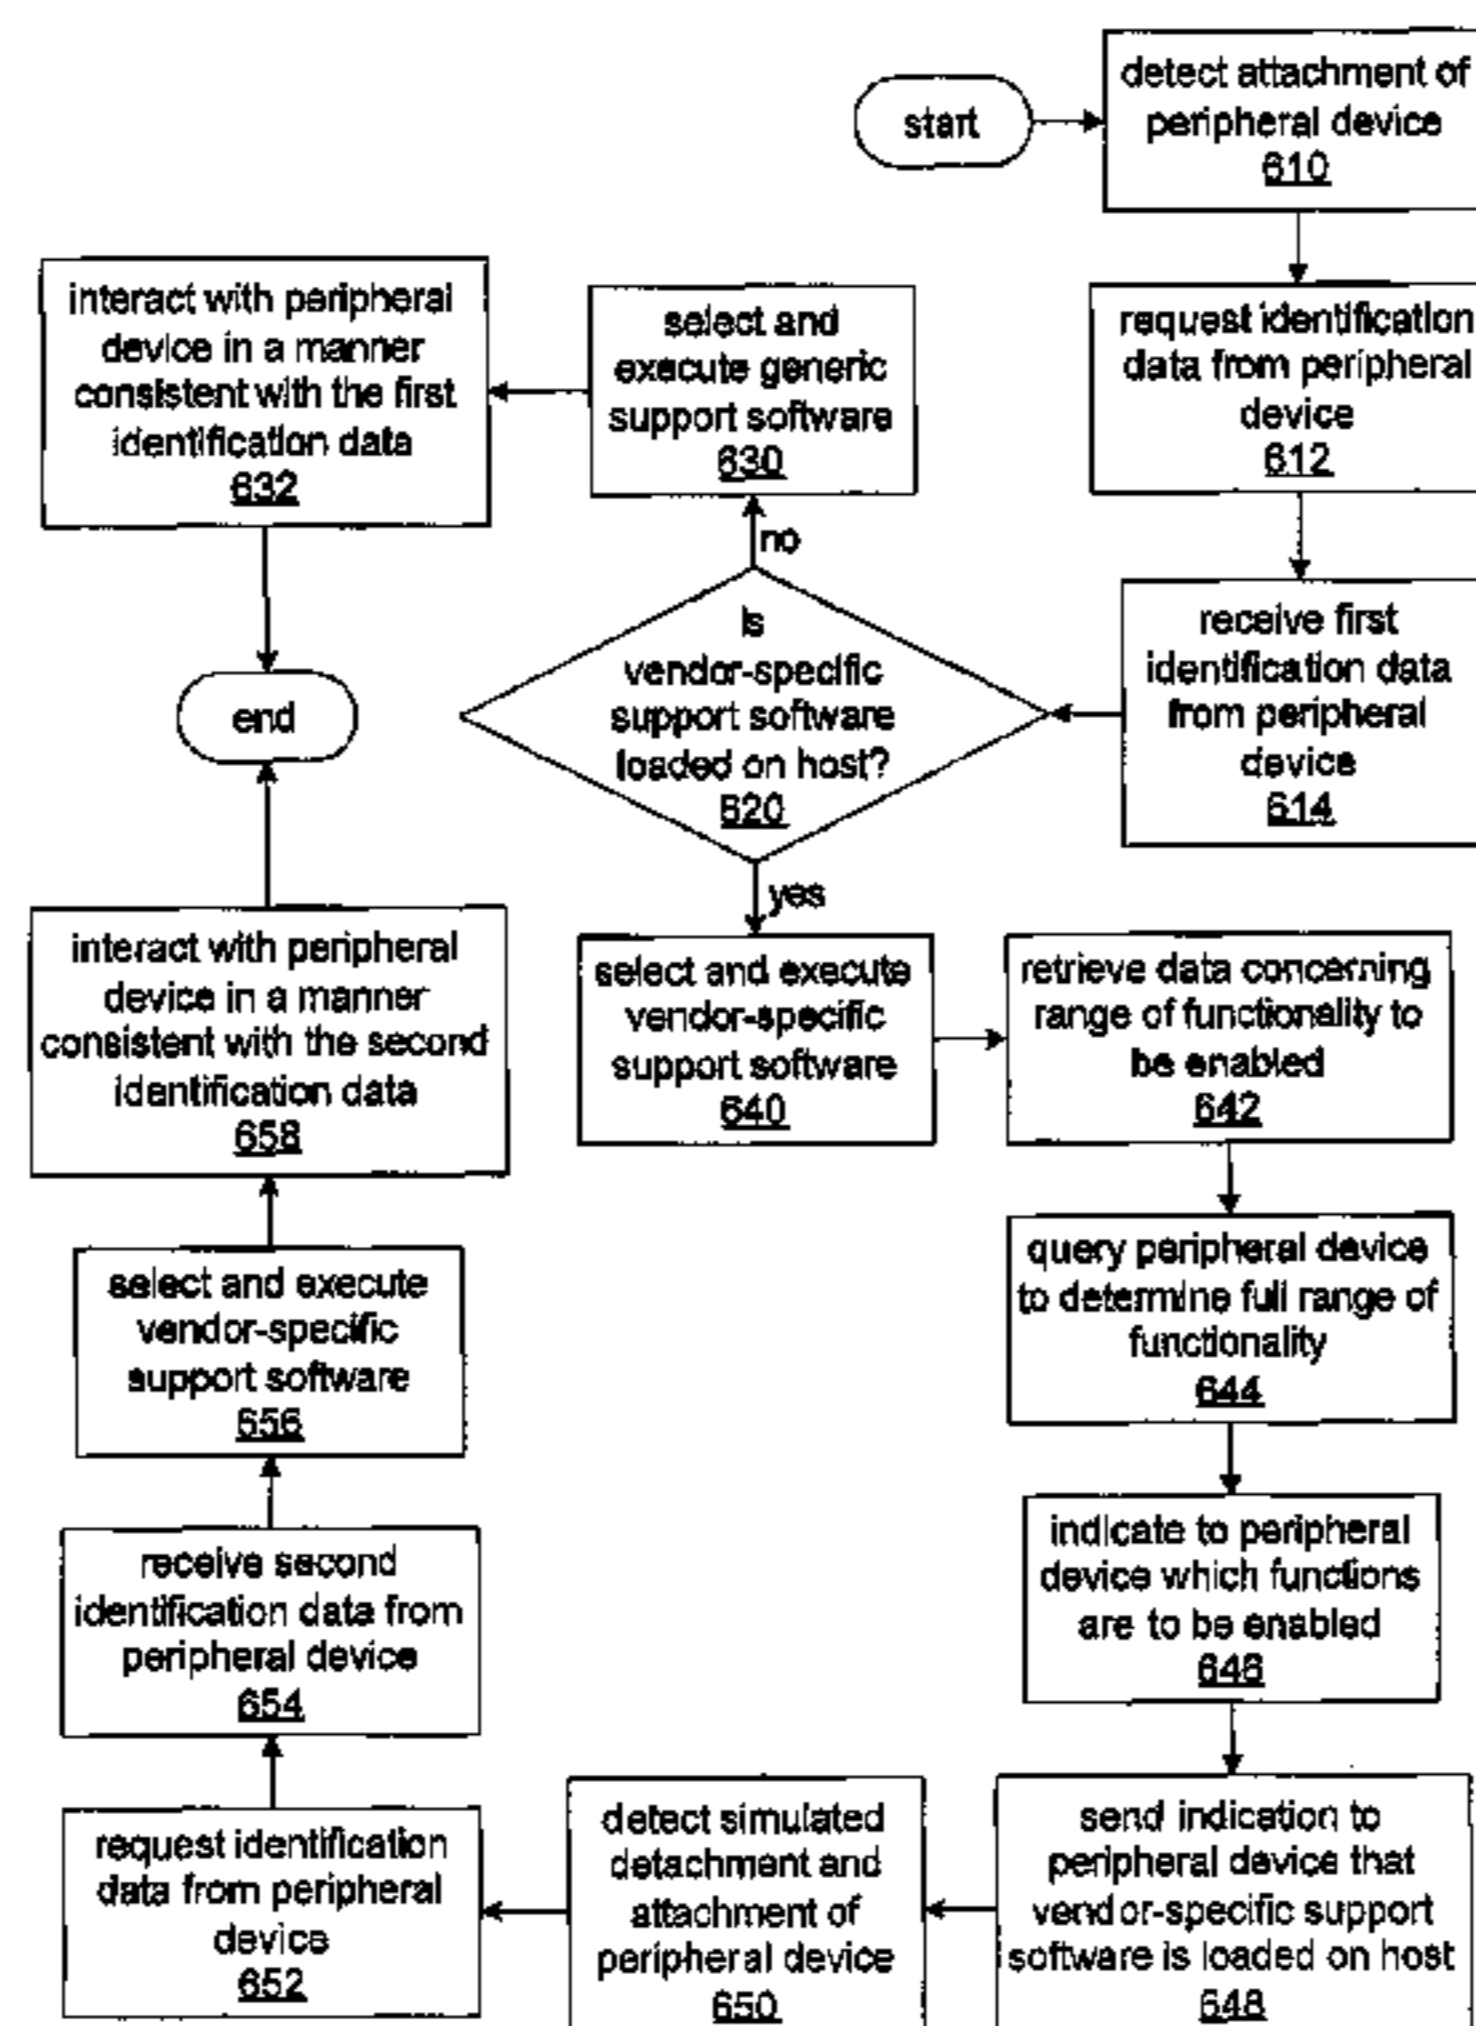 start
detect attachment of
peripheral device
610
request identification
data from peripheral
device
612
receive first
identification data
from peripheral
device
614
Is
vendor-specific
support software
loaded on host?
620
no
select and
execute generic
support software
630
interact with peripheral
device in a manner
consistent with the first
identification data
632
end
yes
select and execute
vendor-specific
support software
640
retrieve data concerning
range of functionality to
be enabled
642
query peripheral device
to determine full range of
functionality
644
indicate to peripheral
device which functions
are to be enabled
646
send indication to
peripheral device that
vendor-specific support
software is loaded on host
648
detect simulated
detachment and
attachment of
peripheral device
650
request identification
data from peripheral
device
652
receive second
identification data from
peripheral device
654
select and execute
vendor-specific
support software
656
interact with peripheral
device in a manner
consistent with the second
identification data
658